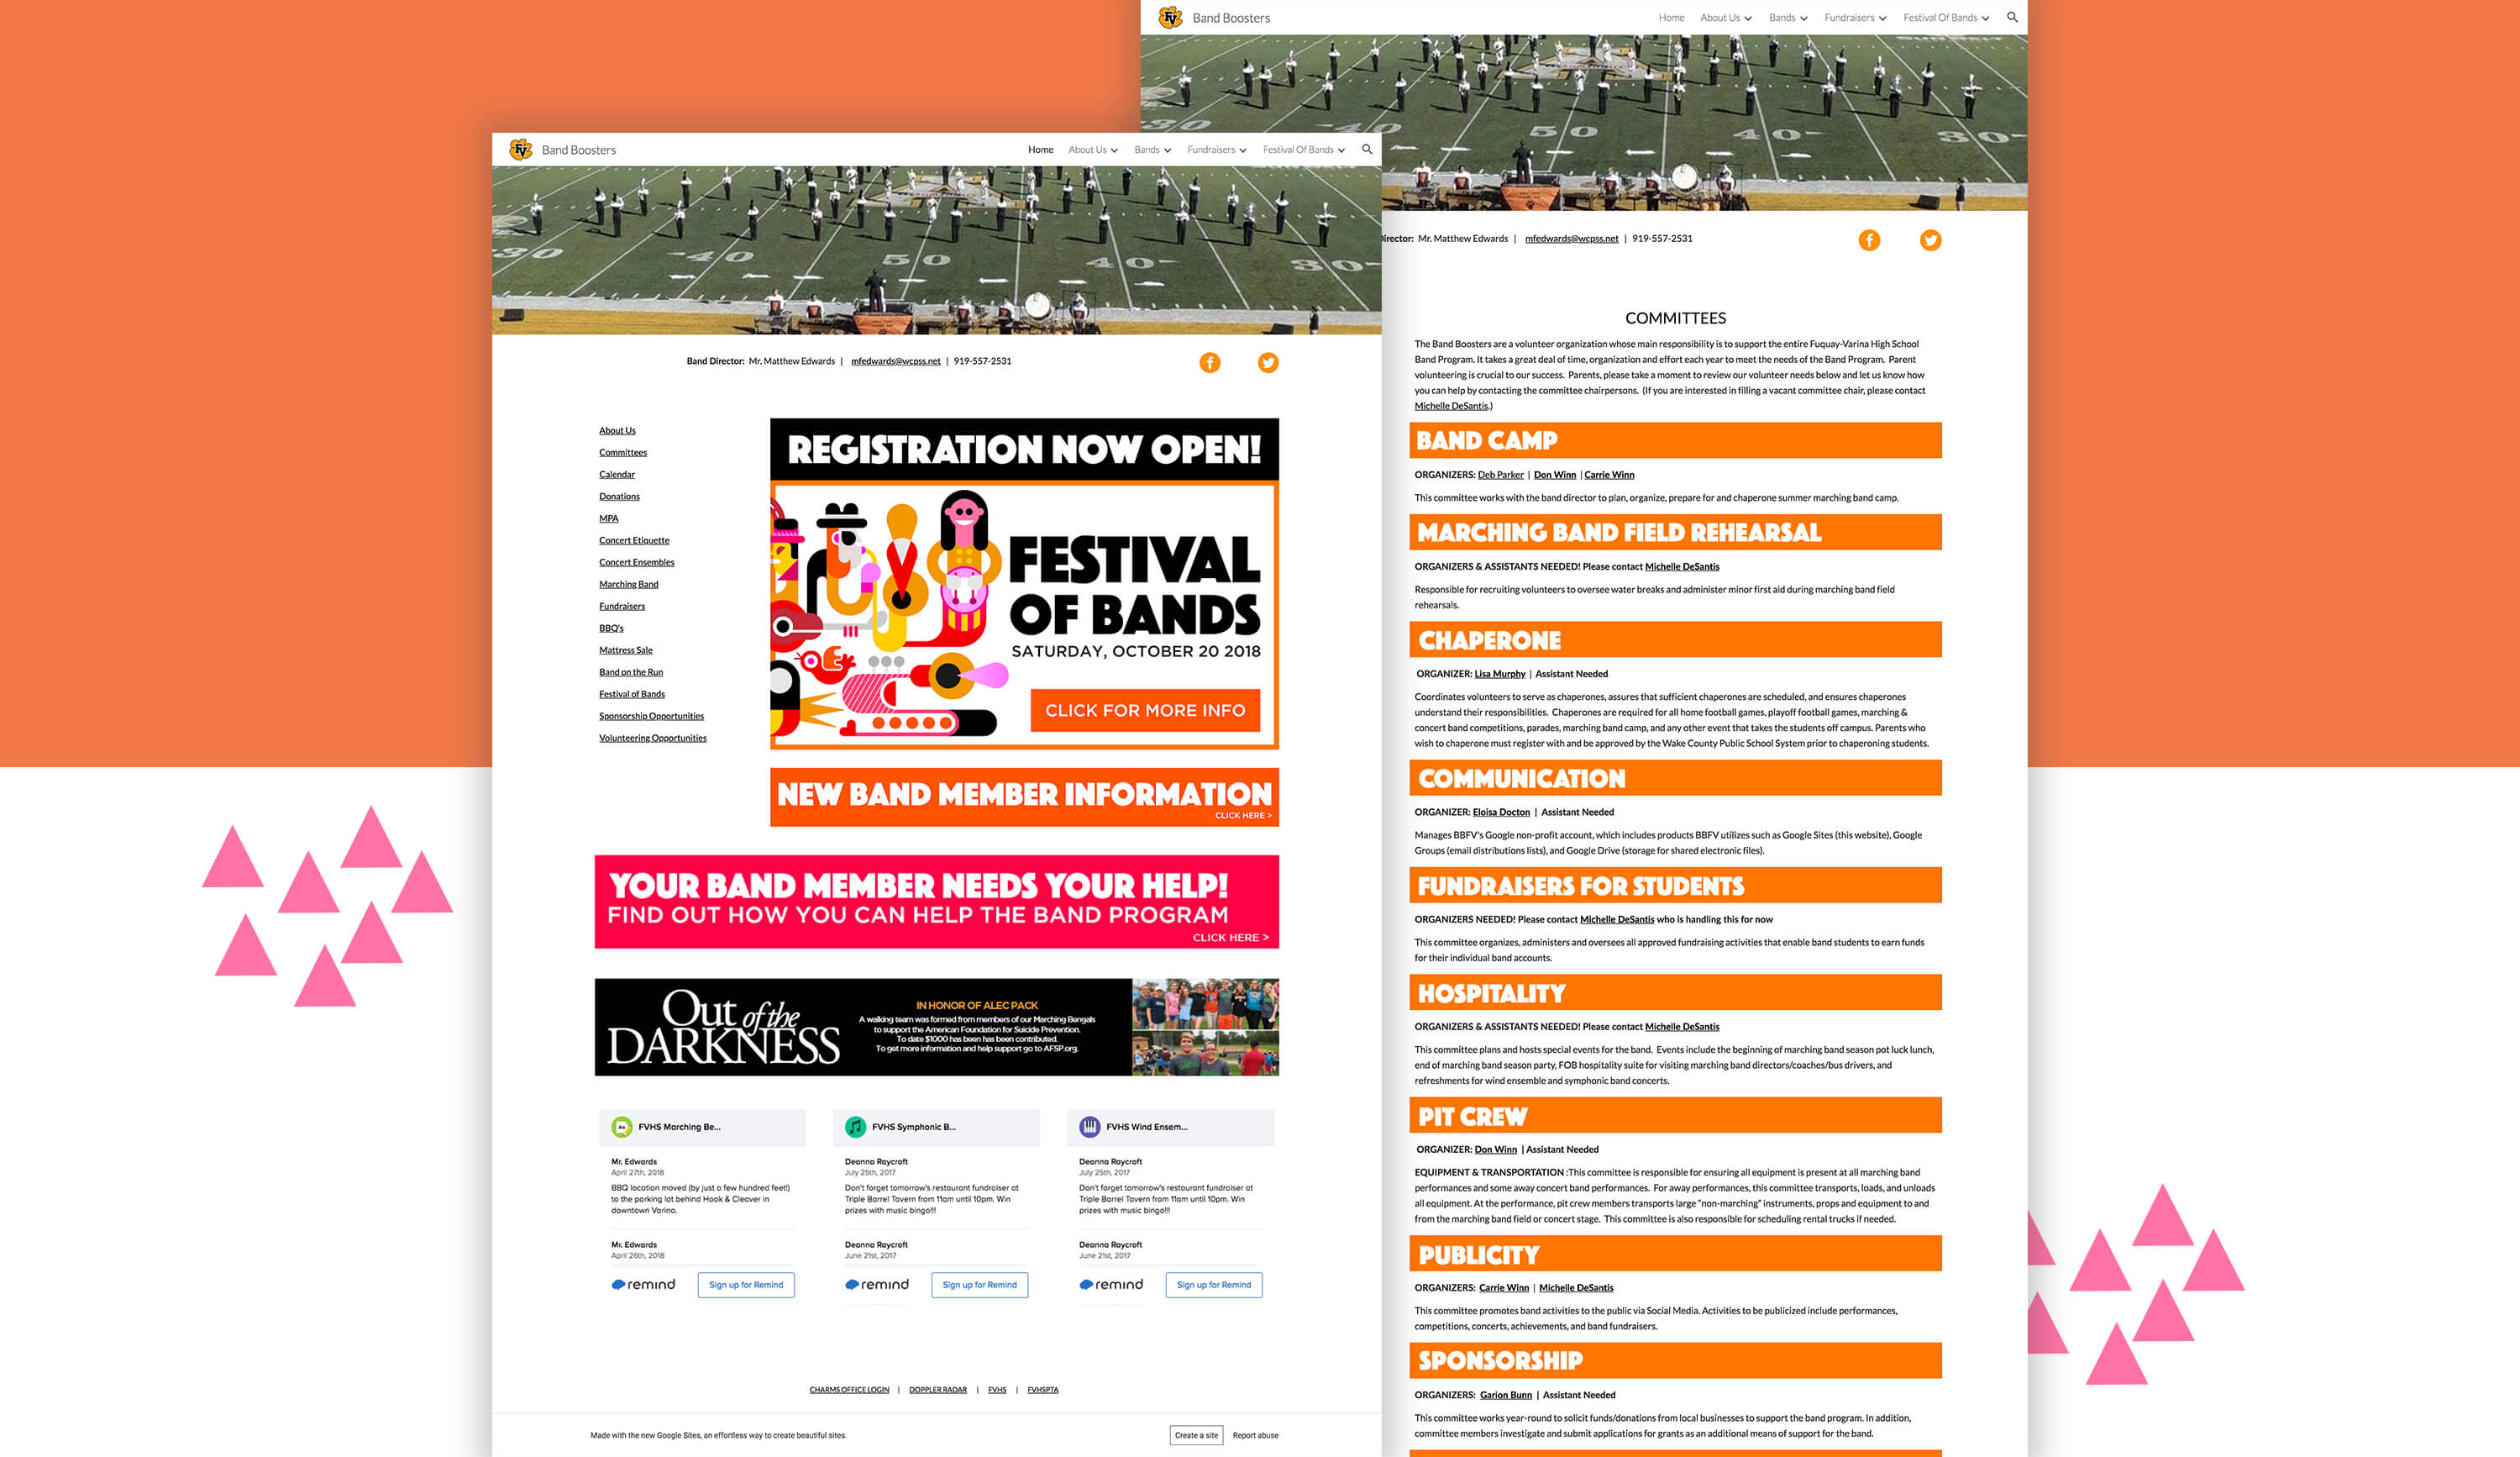 FV Band Boosters
Home About Us Bands Fundraisers Festival Of Bands
30 40 50 40 30
Band Director: Mr. Matthew Edwards | mfedwards@wcpss.net | 919-557-2531
About Us
Committees
Calendar
Donations
MPA
Concert Etiquette
Concert Ensembles
Marching Band
Fundraisers
BBQ's
Mattress Sale
Band on the Run
Festival of Bands
Sponsorship Opportunities
Volunteering Opportunities
REGISTRATION NOW OPEN!
FESTIVAL
OF BANDS
SATURDAY, OCTOBER 20 2018
CLICK FOR MORE INFO
NEW BAND MEMBER INFORMATION
CLICK HERE >
YOUR BAND MEMBER NEEDS YOUR HELP!
FIND OUT HOW YOU CAN HELP THE BAND PROGRAM
CLICK HERE >
Out of the
DARKNESS
IN HONOR OF ALEC PACK
A walking team was formed from members of our Marching Bengals
to support the American Foundation for Suicide Prevention.
To date $1000 has been has been contributed.
To get more information and help support go to AFSP.org.
FVHS Marching Be...
Mr. Edwards
April 27th, 2018
BBQ location moved (by just a few hundred feet!)
to the parking lot behind Hook & Cleaver in
downtown Varina.
Mr. Edwards
April 26th, 2018
remind Sign up for Remind
FVHS Symphonic B...
Deanna Raycroft
July 25th, 2017
Don't forget tomorrow's restaurant fundraiser at
Triple Barrel Tavern from 11am until 10pm. Win
prizes with music bingo!!!
Deanna Raycroft
June 21st, 2017
remind Sign up for Remind
FVHS Wind Ensem...
Deanna Raycroft
July 25th, 2017
Don't forget tomorrow's restaurant fundraiser at
Triple Barrel Tavern from 11am until 10pm. Win
prizes with music bingo!!!
Deanna Raycroft
June 21st, 2017
remind Sign up for Remind
CHARMS OFFICE LOGIN | DOPPLER RADAR | FVHS | FVHSPTA
Made with the new Google Sites, an effortless way to create beautiful sites.
Create a site Report abuse
FV Band Boosters
Home About Us Bands Fundraisers Festival Of Bands
30 40 50 40 30
Director: Mr. Matthew Edwards | mfedwards@wcpss.net | 919-557-2531
COMMITTEES
The Band Boosters are a volunteer organization whose main responsibility is to support the entire Fuquay-Varina High School
Band Program. It takes a great deal of time, organization and effort each year to meet the needs of the Band Program. Parent
volunteering is crucial to our success. Parents, please take a moment to review our volunteer needs below and let us know how
you can help by contacting the committee chairpersons. (If you are interested in filling a vacant committee chair, please contact
Michelle DeSantis.)
BAND CAMP
ORGANIZERS: Deb Parker | Don Winn | Carrie Winn
This committee works with the band director to plan, organize, prepare for and chaperone summer marching band camp.
MARCHING BAND FIELD REHEARSAL
ORGANIZERS & ASSISTANTS NEEDED! Please contact Michelle DeSantis
Responsible for recruiting volunteers to oversee water breaks and administer minor first aid during marching band field
rehearsals.
CHAPERONE
ORGANIZER: Lisa Murphy | Assistant Needed
Coordinates volunteers to serve as chaperones, assures that sufficient chaperones are scheduled, and ensures chaperones
understand their responsibilities. Chaperones are required for all home football games, playoff football games, marching &
concert band competitions, parades, marching band camp, and any other event that takes the students off campus. Parents who
wish to chaperone must register with and be approved by the Wake County Public School System prior to chaperoning students.
COMMUNICATION
ORGANIZER: Eloisa Docton | Assistant Needed
Manages BBFV's Google non-profit account, which includes products BBFV utilizes such as Google Sites (this website), Google
Groups (email distributions lists), and Google Drive (storage for shared electronic files).
FUNDRAISERS FOR STUDENTS
ORGANIZERS NEEDED! Please contact Michelle DeSantis who is handling this for now
This committee organizes, administers and oversees all approved fundraising activities that enable band students to earn funds
for their individual band accounts.
HOSPITALITY
ORGANIZERS & ASSISTANTS NEEDED! Please contact Michelle DeSantis
This committee plans and hosts special events for the band. Events include the beginning of marching band season pot luck lunch,
end of marching band season party, FOB hospitality suite for visiting marching band directors/coaches/bus drivers, and
refreshments for wind ensemble and symphonic band concerts.
PIT CREW
ORGANIZER: Don Winn | Assistant Needed
EQUIPMENT & TRANSPORTATION :This committee is responsible for ensuring all equipment is present at all marching band
performances and some away concert band performances. For away performances, this committee transports, loads, and unloads
all equipment. At the performance, pit crew members transports large "non-marching" instruments, props and equipment to and
from the marching band field or concert stage. This committee is also responsible for scheduling rental trucks if needed.
PUBLICITY
ORGANIZERS: Carrie Winn | Michelle DeSantis
This committee promotes band activities to the public via Social Media. Activities to be publicized include performances,
competitions, concerts, achievements, and band fundraisers.
SPONSORSHIP
ORGANIZERS: Garion Bunn | Assistant Needed
This committee works year-round to solicit funds/donations from local businesses to support the band program. In addition,
committee members investigate and submit applications for grants as an additional means of support for the band.